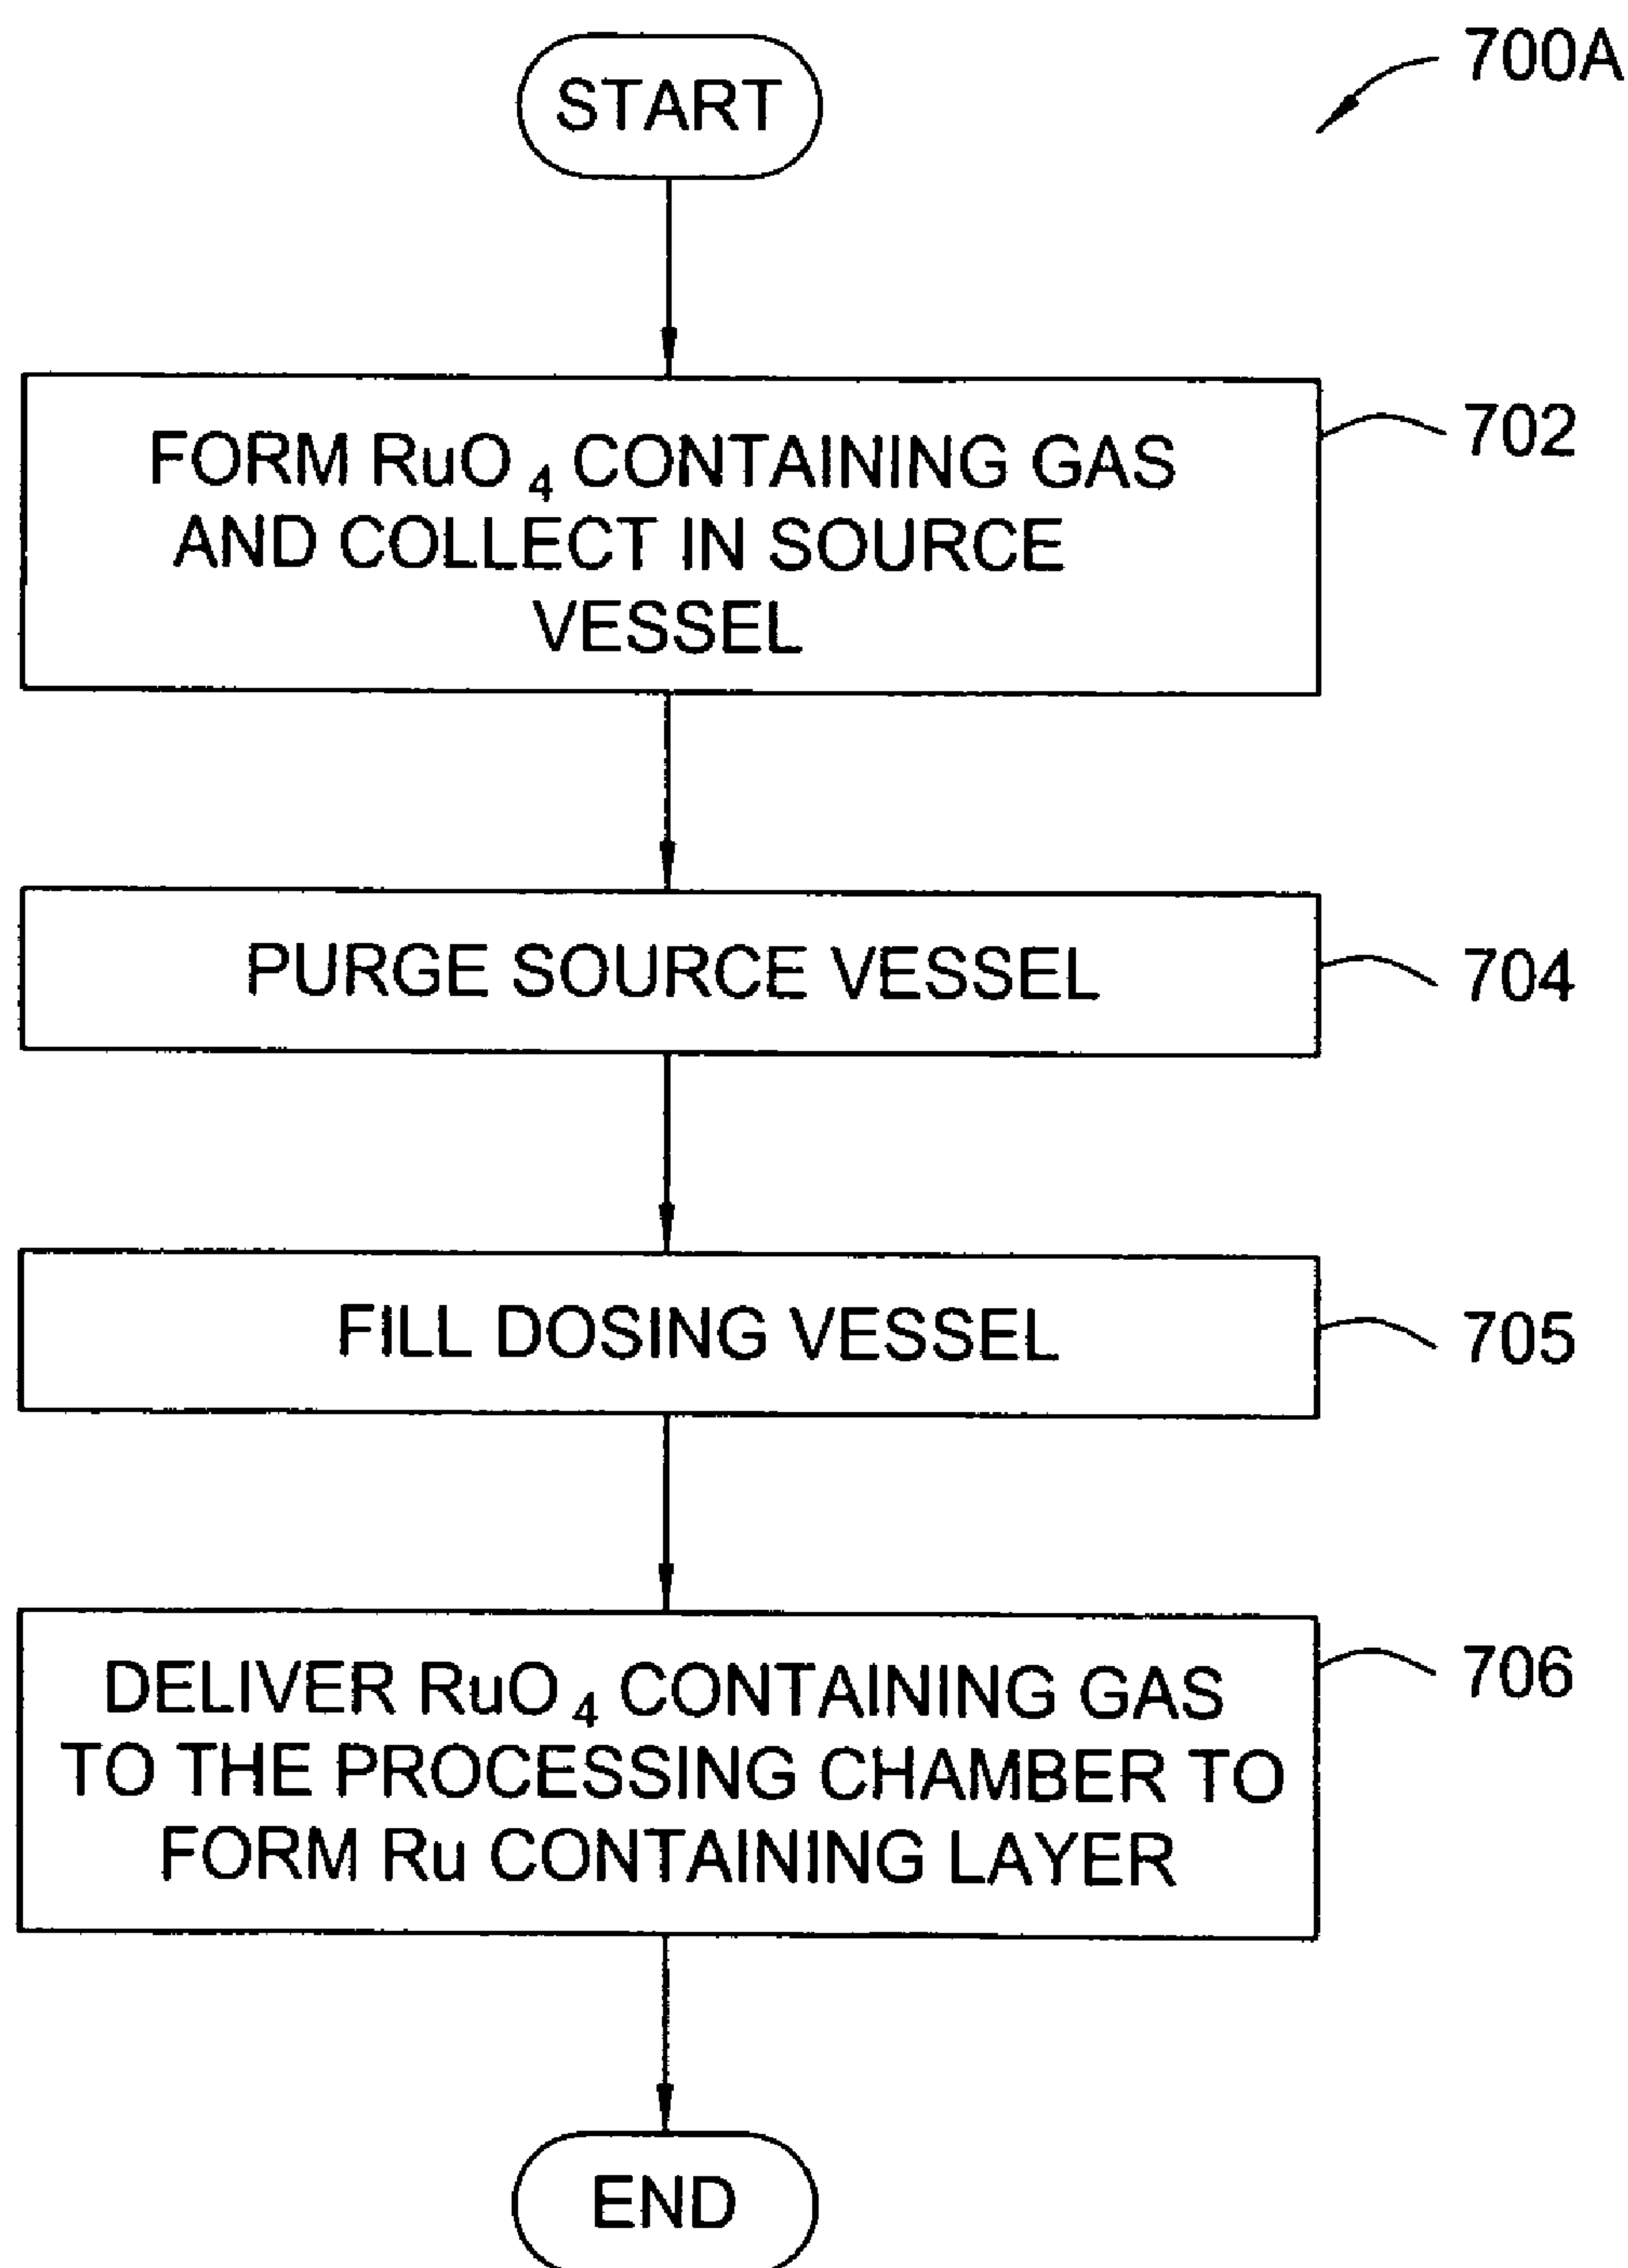 START
700A
FORM RuO4 CONTAINING GAS
AND COLLECT IN SOURCE
VESSEL
702
PURGE SOURCE VESSEL
704
FILL DOSING VESSEL
705
DELIVER RuO4 CONTAINING GAS
TO THE PROCESSING CHAMBER TO
FORM Ru CONTAINING LAYER
706
END